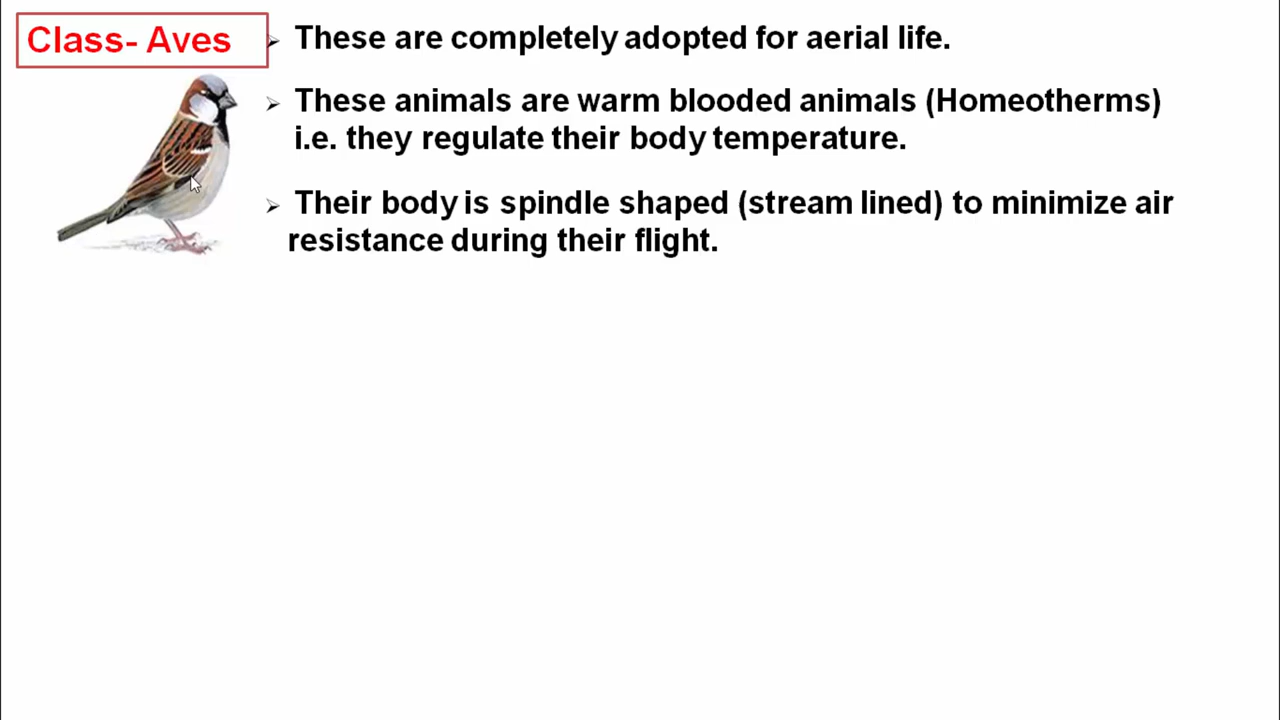 Class- Aves
These are completely adopted for aerial life.
These animals are warm blooded animals (Homeotherms)
i.e. they regulate their body temperature.
Their body is spindle shaped (stream lined) to minimize air
resistance during their flight.